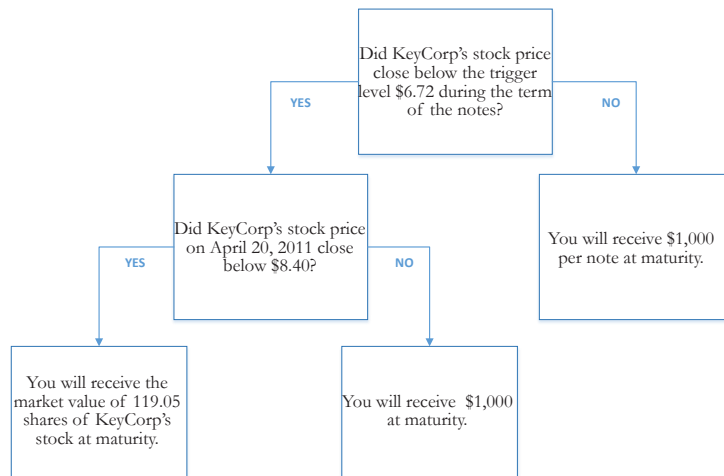 Did KeyCorp's stock price
close below the trigger
level $6.72 during the term
of the notes?
YES
NO
Did KeyCorp's stock price
on April 20, 2011 close
below $8.40?
You will receive $1,000
per note at maturity.
YES
NO
You will receive the
market value of 119.05
shares of KeyCorp's
stock at maturity.
You will receive $1,000
at maturity.